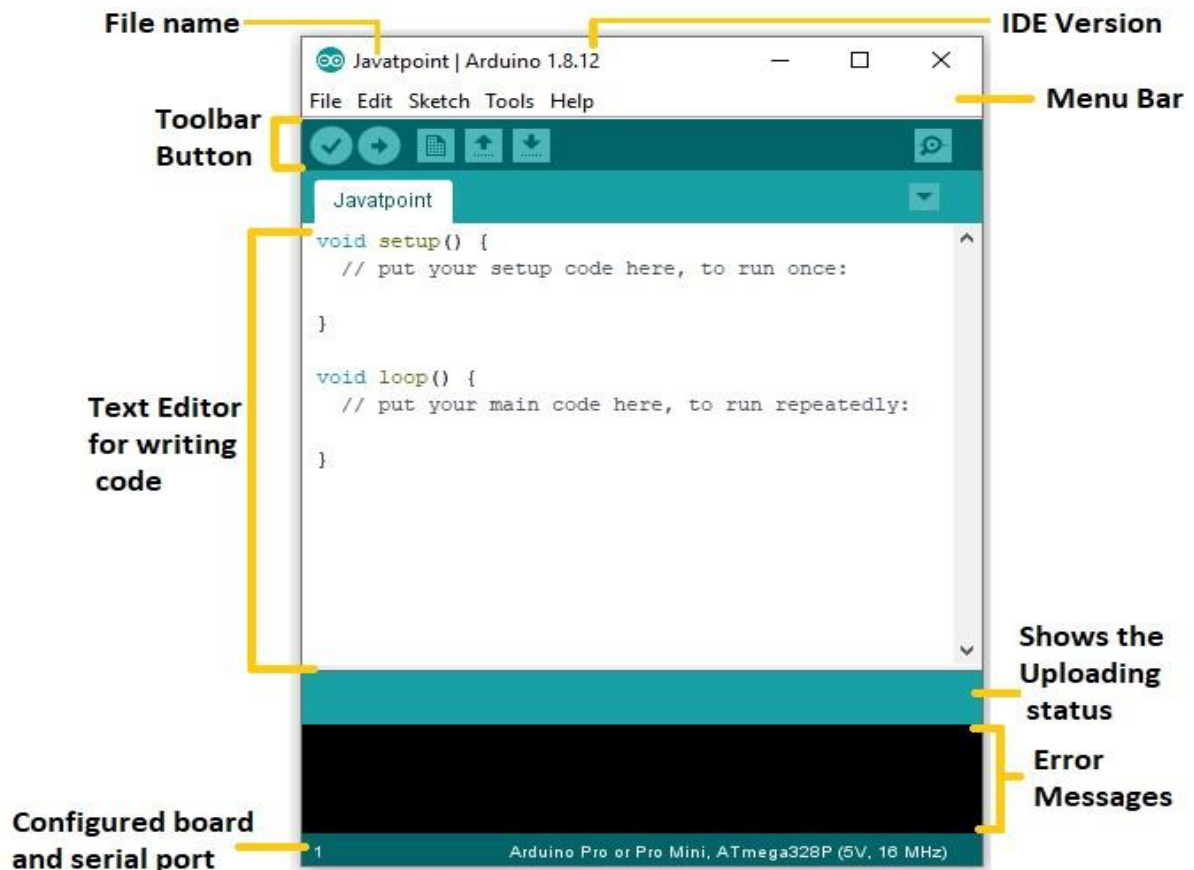 File name
IDE Version
Javatpoint | Arduino 1.8.12
File Edit Sketch Tools Help
Menu Bar
Toolbar
Button
Javatpoint
void setup() {
// put your setup code here, to run once:
}
void loop() {
// put your main code here, to run repeatedly:
}
Text Editor
for writing
code
Shows the
Uploading
status
Error
Messages
Configured board
and serial port
1
Arduino Pro or Pro Mini, ATmega328P (5V, 16 MHz)